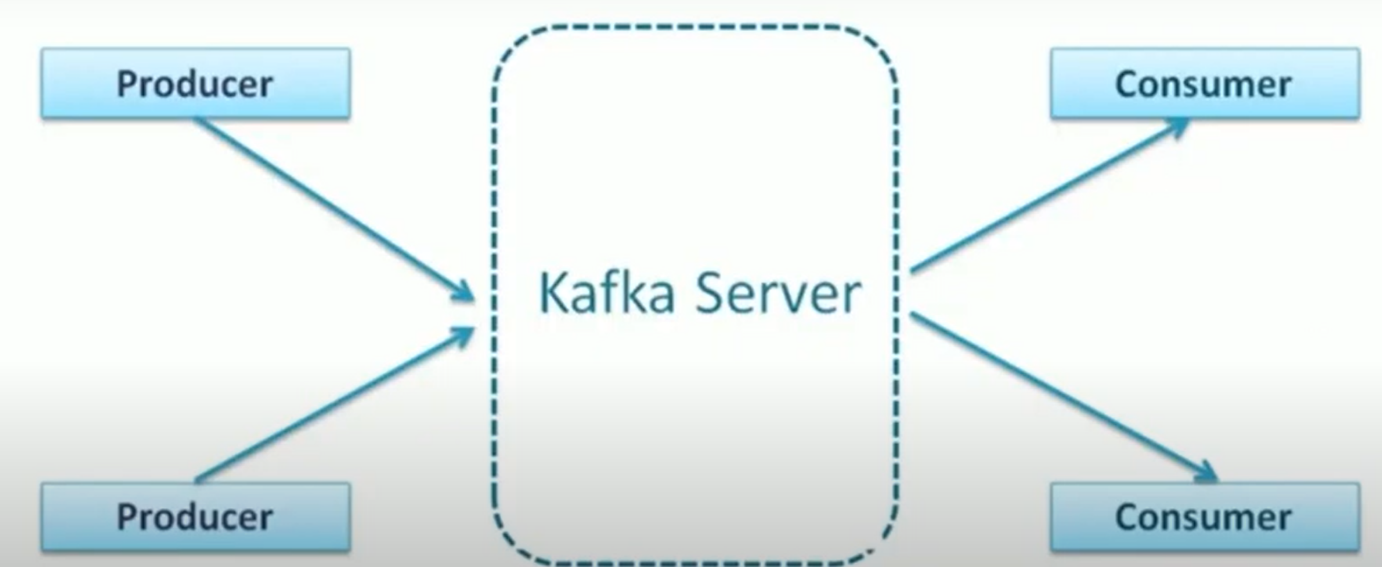 Producer
Consumer
Kafka Server
Producer
Consumer